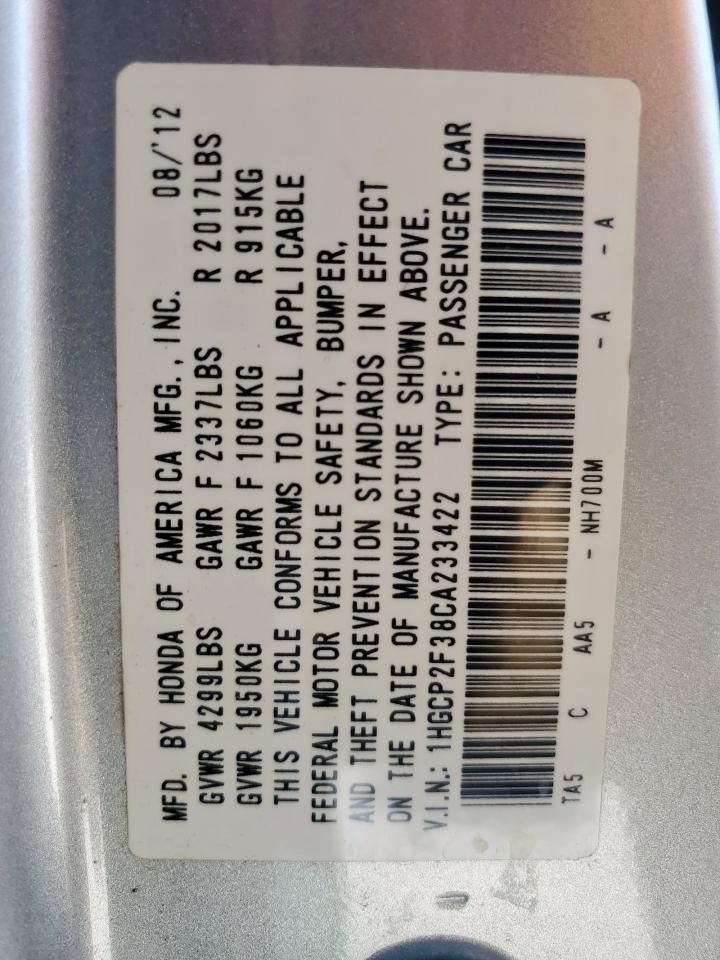 MFD. BY HONDA OF AMERICA MFG., INC. 08/'12
GVWR 4299LBS GAWR F 2337LBS R 2017LBS
GVWR 1950KG GAWR F 1060KG R 915KG
THIS VEHICLE CONFORMS TO ALL APPLICABLE
FEDERAL MOTOR VEHICLE SAFETY, BUMPER,
AND THEFT PREVENTION STANDARDS IN EFFECT
ON THE DATE OF MANUFACTURE SHOWN ABOVE.
V.I.N.: 1HGCP2F38CA233422 TYPE: PASSENGER CAR
TA5 C AA5 - NH700M - A - A